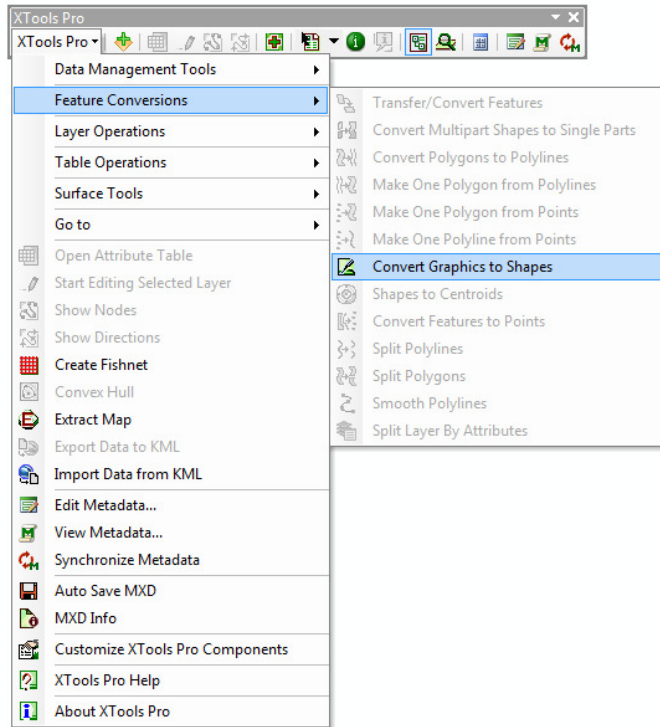 XTools Pro
XTools Pro
Data Management Tools
Feature Conversions
Layer Operations
Table Operations
Surface Tools
Go to
Open Attribute Table
Start Editing Selected Layer
Show Nodes
Show Directions
Create Fishnet
Convex Hull
Extract Map
Export Data to KML
Import Data from KML
Edit Metadata...
View Metadata...
Synchronize Metadata
Auto Save MXD
MXD Info
Customize XTools Pro Components
XTools Pro Help
About XTools Pro
Transfer/Convert Features
Convert Multipart Shapes to Single Parts
Convert Polygons to Polylines
Make One Polygon from Polylines
Make One Polygon from Points
Make One Polyline from Points
Convert Graphics to Shapes
Shapes to Centroids
Convert Features to Points
Split Polylines
Split Polygons
Smooth Polylines
Split Layer By Attributes